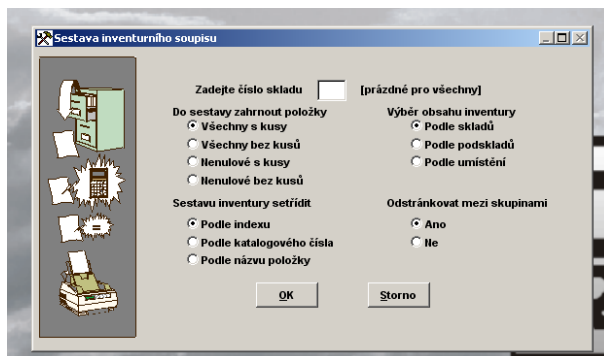 Sestava inventurního soupisu
Zadejte číslo skladu [prázdné pro všechny]
Do sestavy zahrnout položky
Všechny s kusy
Všechny bez kusů
Nenulové s kusy
Nenulové bez kusů
Výběr obsahu inventury
Podle skladů
Podle podskladů
Podle umístění
Sestavu inventury setřídit
Podle indexu
Podle katalogového čísla
Podle názvu položky
Odstránkovat mezi skupinami
Ano
Ne
OK
Storno